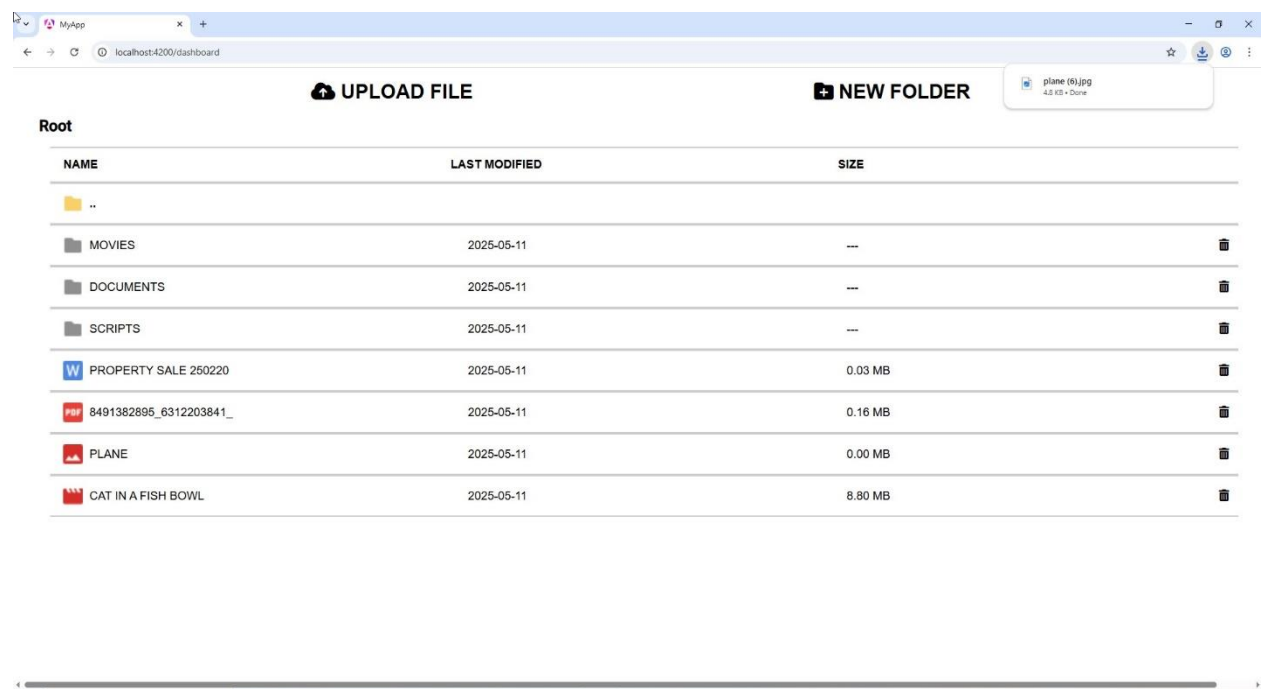 MyApp
localhost:4200/dashboard
UPLOAD FILE
NEW FOLDER
plane (6).jpg
4.8 KB • Done
Root
NAME LAST MODIFIED SIZE
..
MOVIES 2025-05-11 ---
DOCUMENTS 2025-05-11 ---
SCRIPTS 2025-05-11 ---
W PROPERTY SALE 250220 2025-05-11 0.03 MB
PDF 8491382895_6312203841_ 2025-05-11 0.16 MB
PLANE 2025-05-11 0.00 MB
CAT IN A FISH BOWL 2025-05-11 8.80 MB